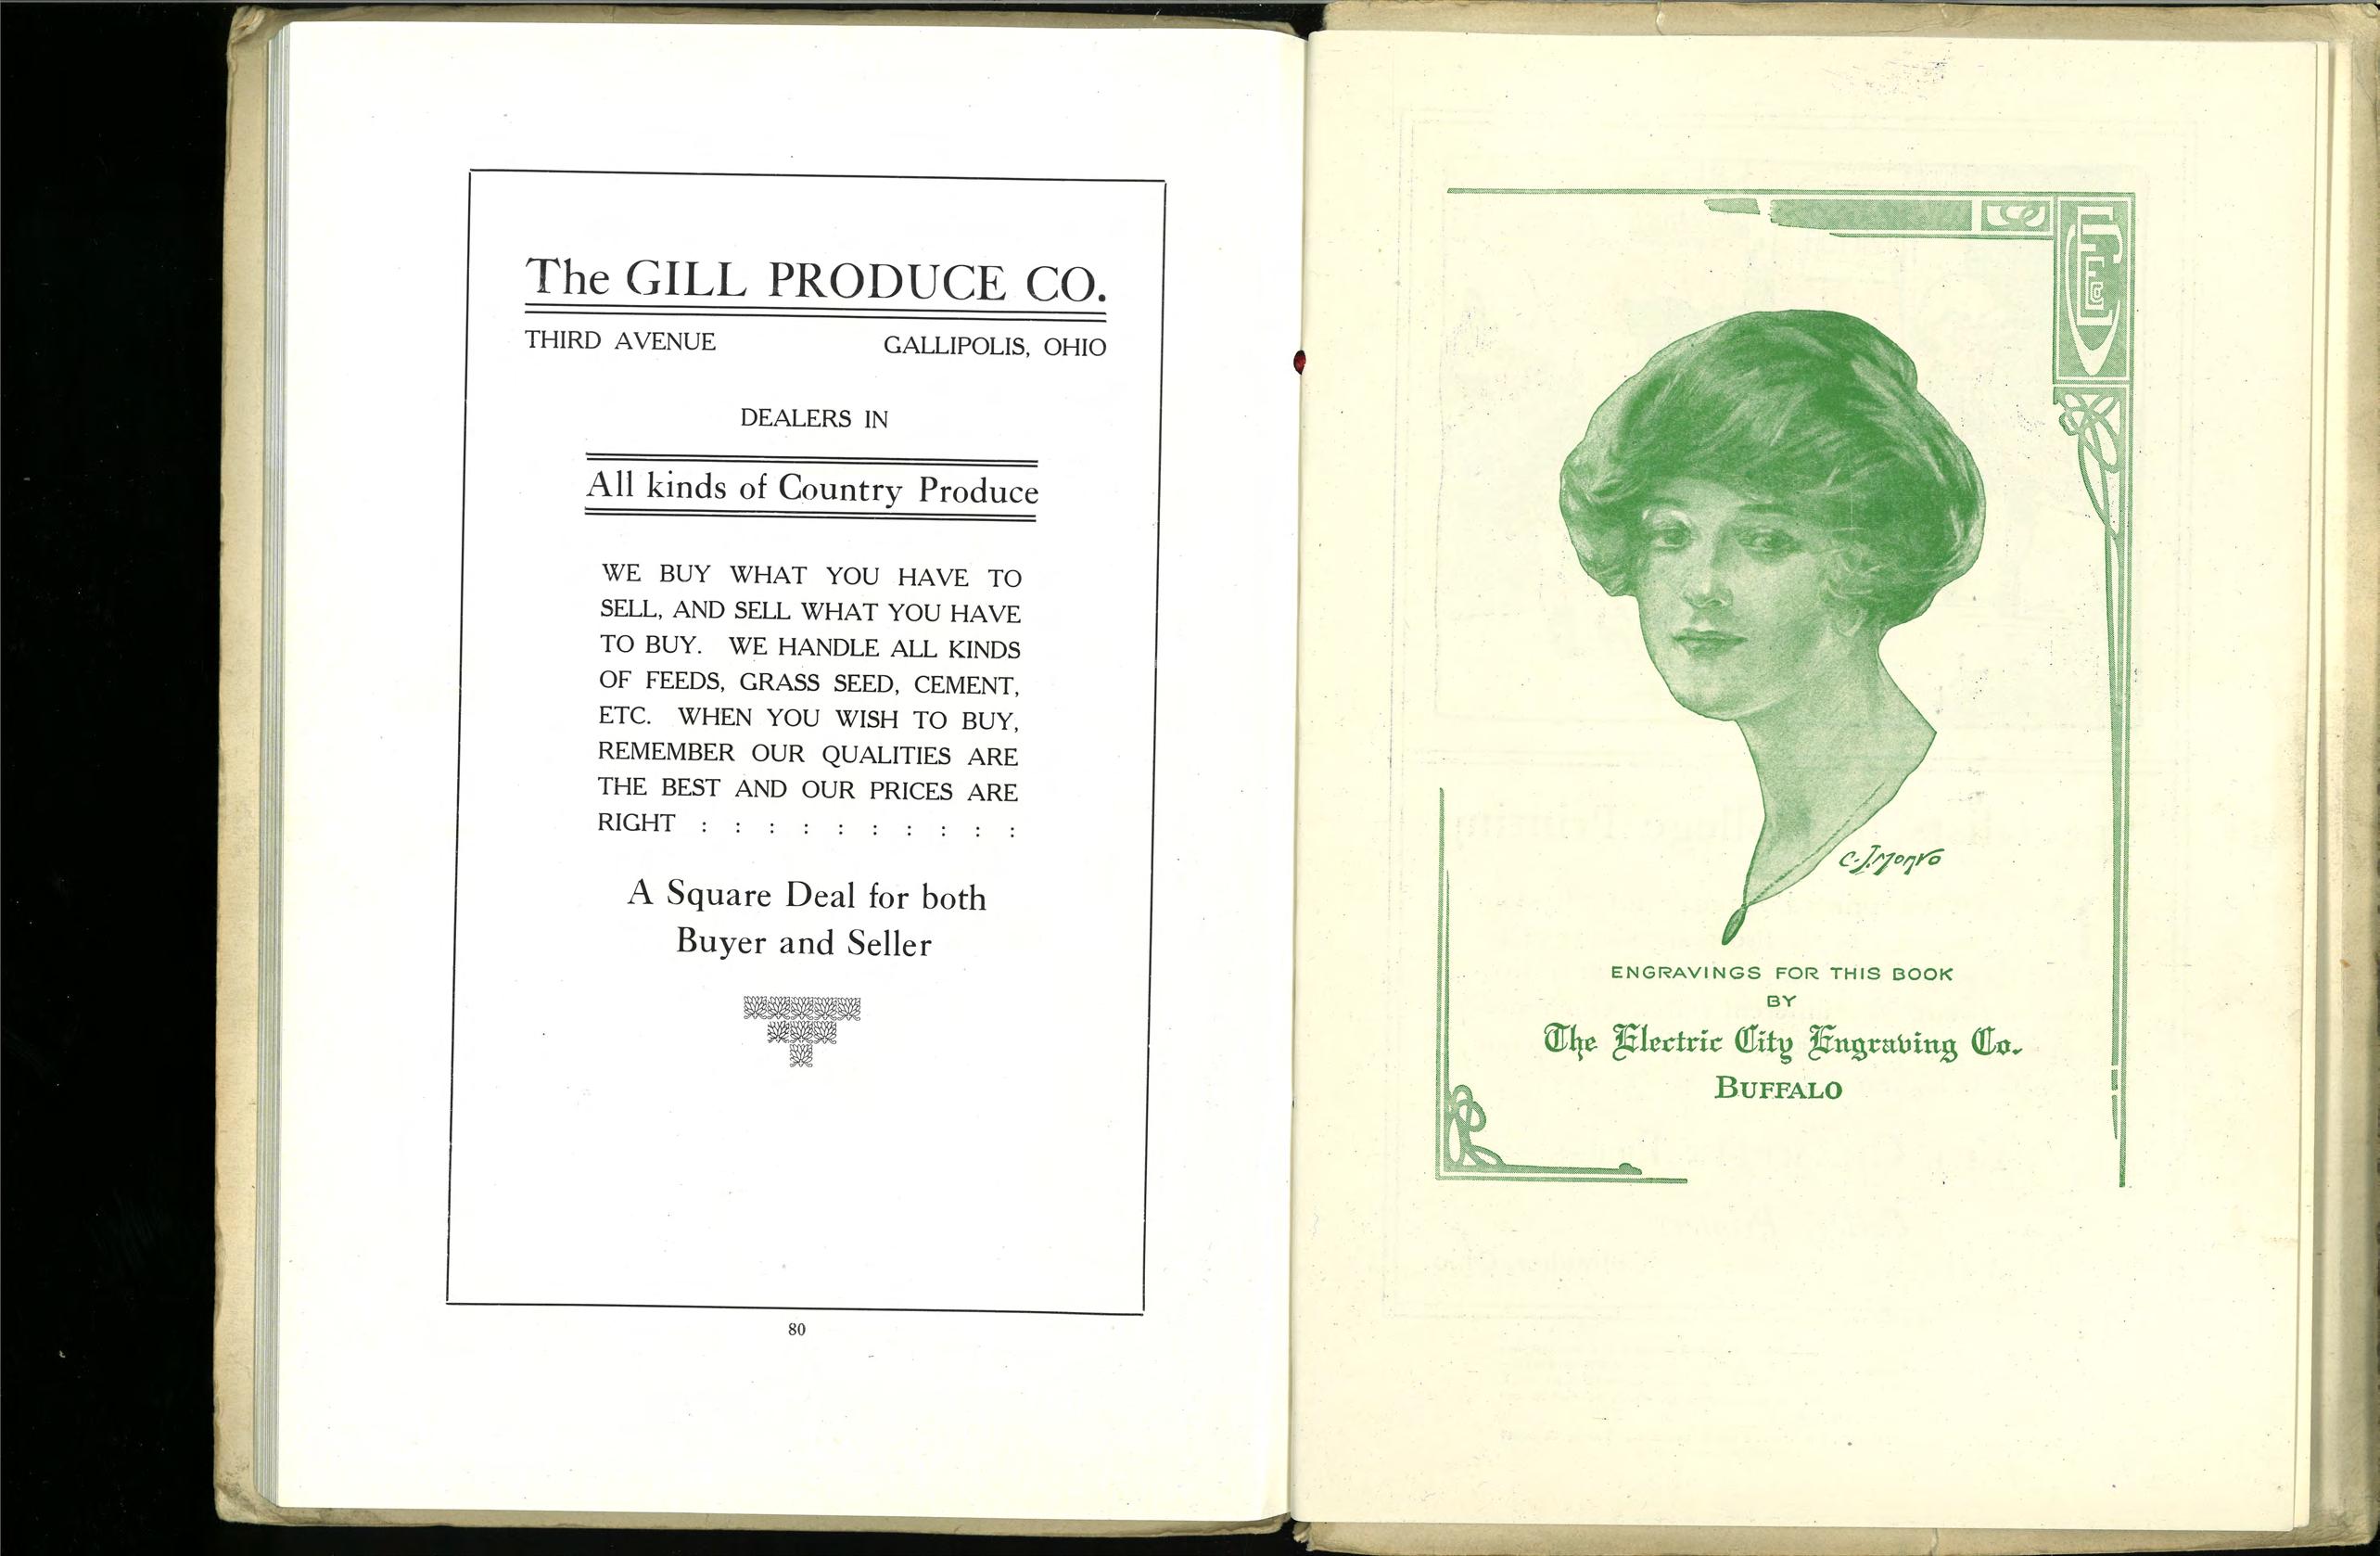 The GILL PRODUCE CO.
THIRD AVENUE GALLIPOLIS, OHIO
DEALERS IN
All kinds of Country Produce
WE BUY WHAT YOU HAVE TO
SELL, AND SELL WHAT YOU HAVE
TO BUY. WE HANDLE ALL KINDS
OF FEEDS, GRASS SEED, CEMENT,
ETC. WHEN YOU WISH TO BUY,
REMEMBER OUR QUALITIES ARE
THE BEST AND OUR PRICES ARE
RIGHT : : : : : : : : : :
A Square Deal for both
Buyer and Seller
80
EECo
C.J.Monro
ENGRAVINGS FOR THIS BOOK
BY
The Electric City Engraving Co.
BUFFALO